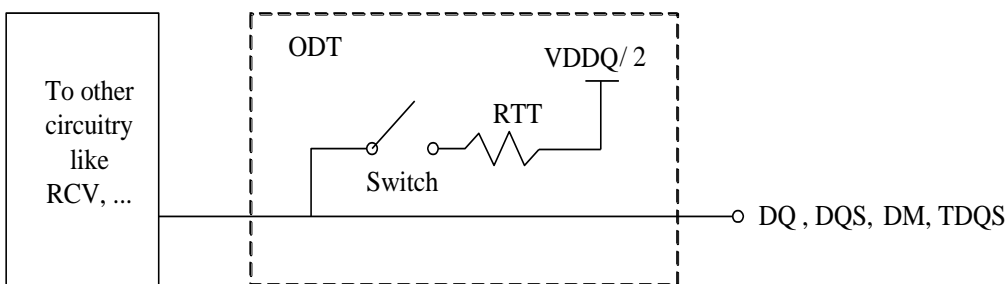 ODT
VDDQ/ 2
To other
circuitry
like
RCV, ...
RTT
Switch
DQ , DQS, DM, TDQS